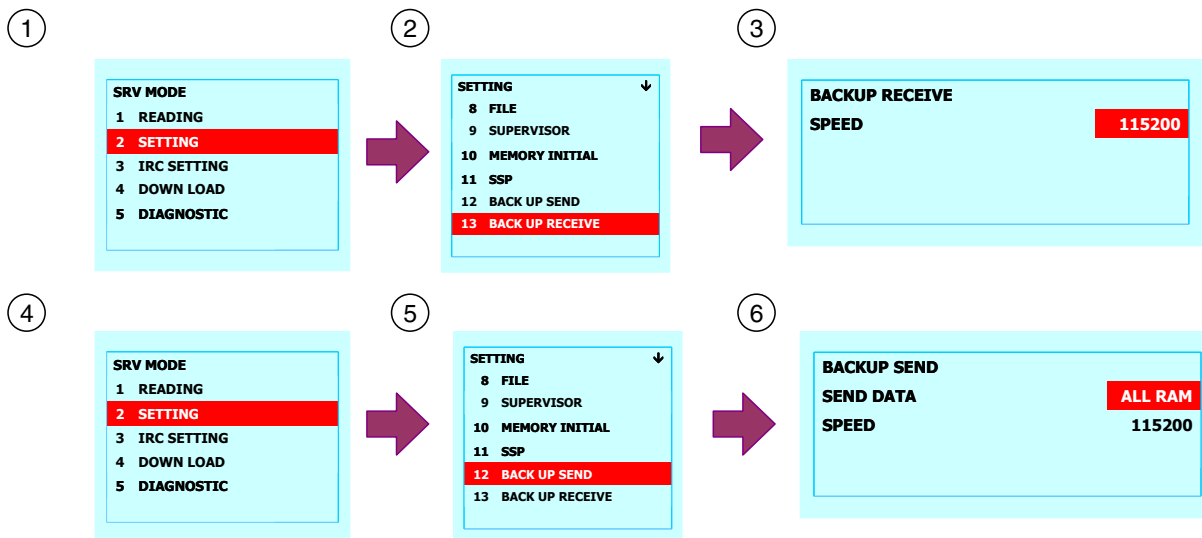 1
SRV MODE
1 READING
2 SETTING
3 IRC SETTING
4 DOWN LOAD
5 DIAGNOSTIC
2
SETTING ↓
8 FILE
9 SUPERVISOR
10 MEMORY INITIAL
11 SSP
12 BACK UP SEND
13 BACK UP RECEIVE
3
BACKUP RECEIVE
SPEED 115200
4
SRV MODE
1 READING
2 SETTING
3 IRC SETTING
4 DOWN LOAD
5 DIAGNOSTIC
5
SETTING ↓
8 FILE
9 SUPERVISOR
10 MEMORY INITIAL
11 SSP
12 BACK UP SEND
13 BACK UP RECEIVE
6
BACKUP SEND
SEND DATA ALL RAM
SPEED 115200